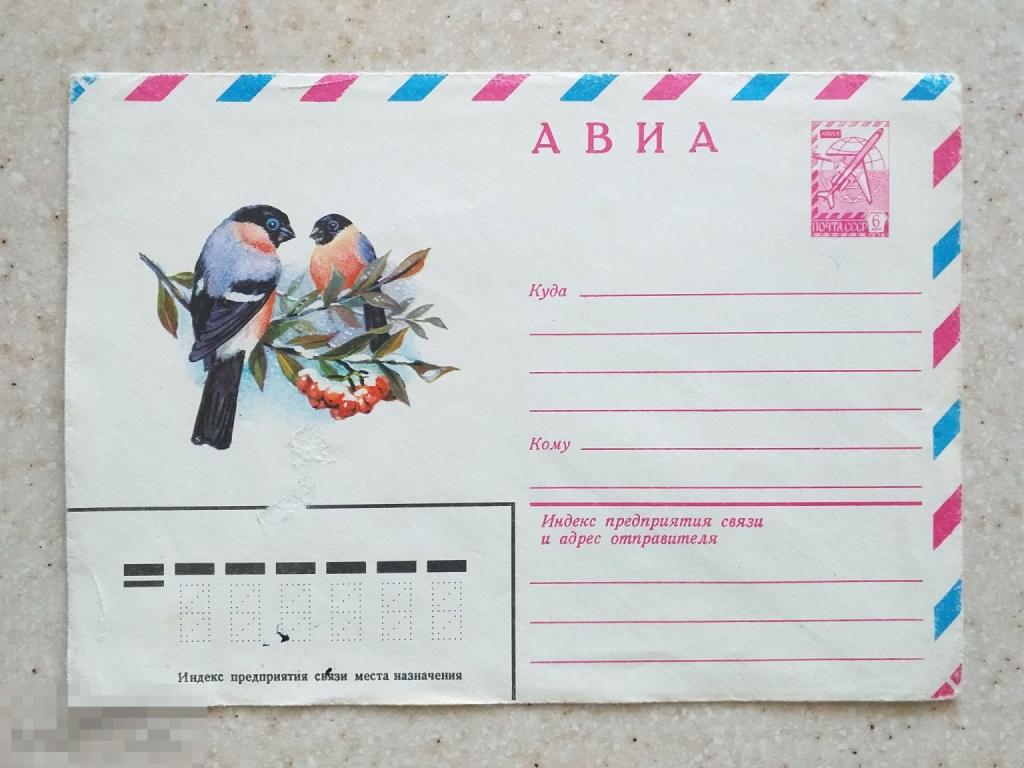 АВИА
АВИА
ПОЧТА СССР
6
Куда
Кому
Индекс предприятия связи
и адрес отправителя
Индекс предприятия связи места назначения